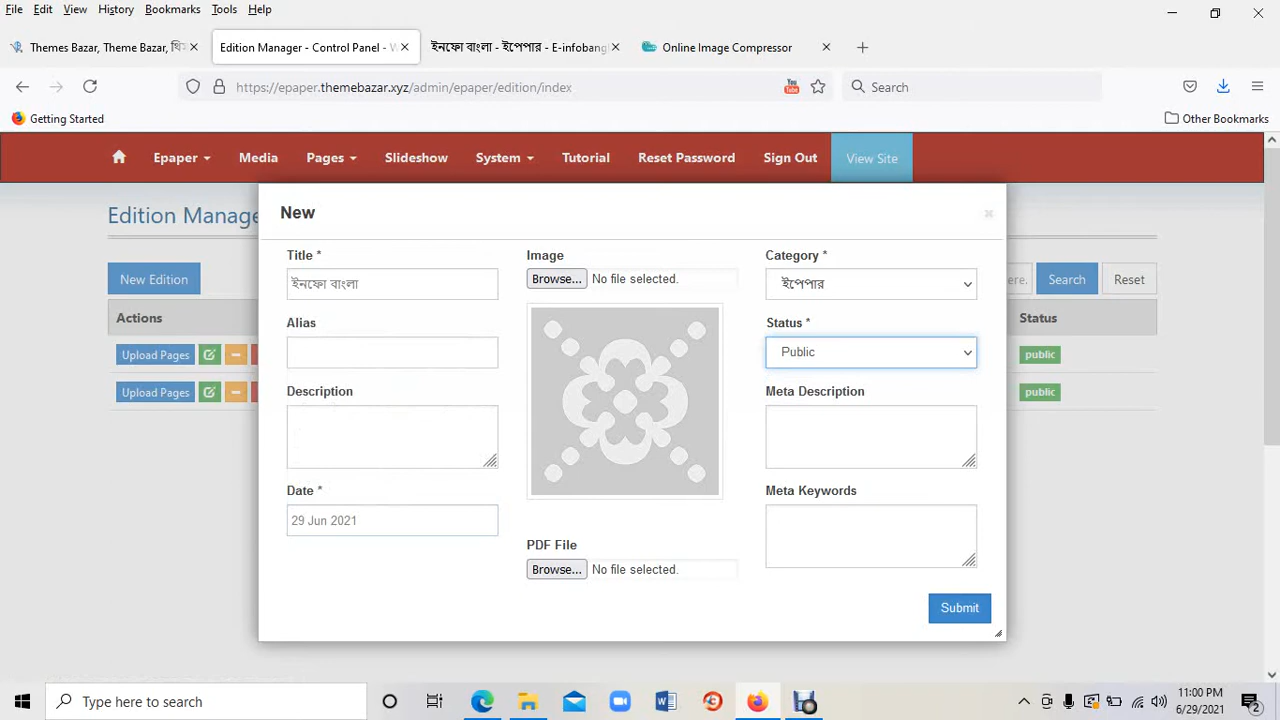 File Edit View History Bookmarks Tools Help
Themes Bazar, Theme Bazar, থি
Edition Manager - Control Panel - W
ইনফো বাংলা - ইপেপার - E-infobang
Online Image Compressor
https://epaper.themebazar.xyz/admin/epaper/edition/index
Search
Getting Started
Other Bookmarks
Epaper Media Pages Slideshow System Tutorial Reset Password Sign Out View Site
Edition Manage
New
New Edition
ere.
Search
Reset
Actions
Status
Upload Pages
public
Upload Pages
public
Title *
ইনফো বাংলা
Alias
Description
Date *
29 Jun 2021
Image
Browse... No file selected.
PDF File
Browse... No file selected.
Category *
ইপেপার
Status *
Public
Meta Description
Meta Keywords
Submit
Type here to search
11:00 PM
6/29/2021
2